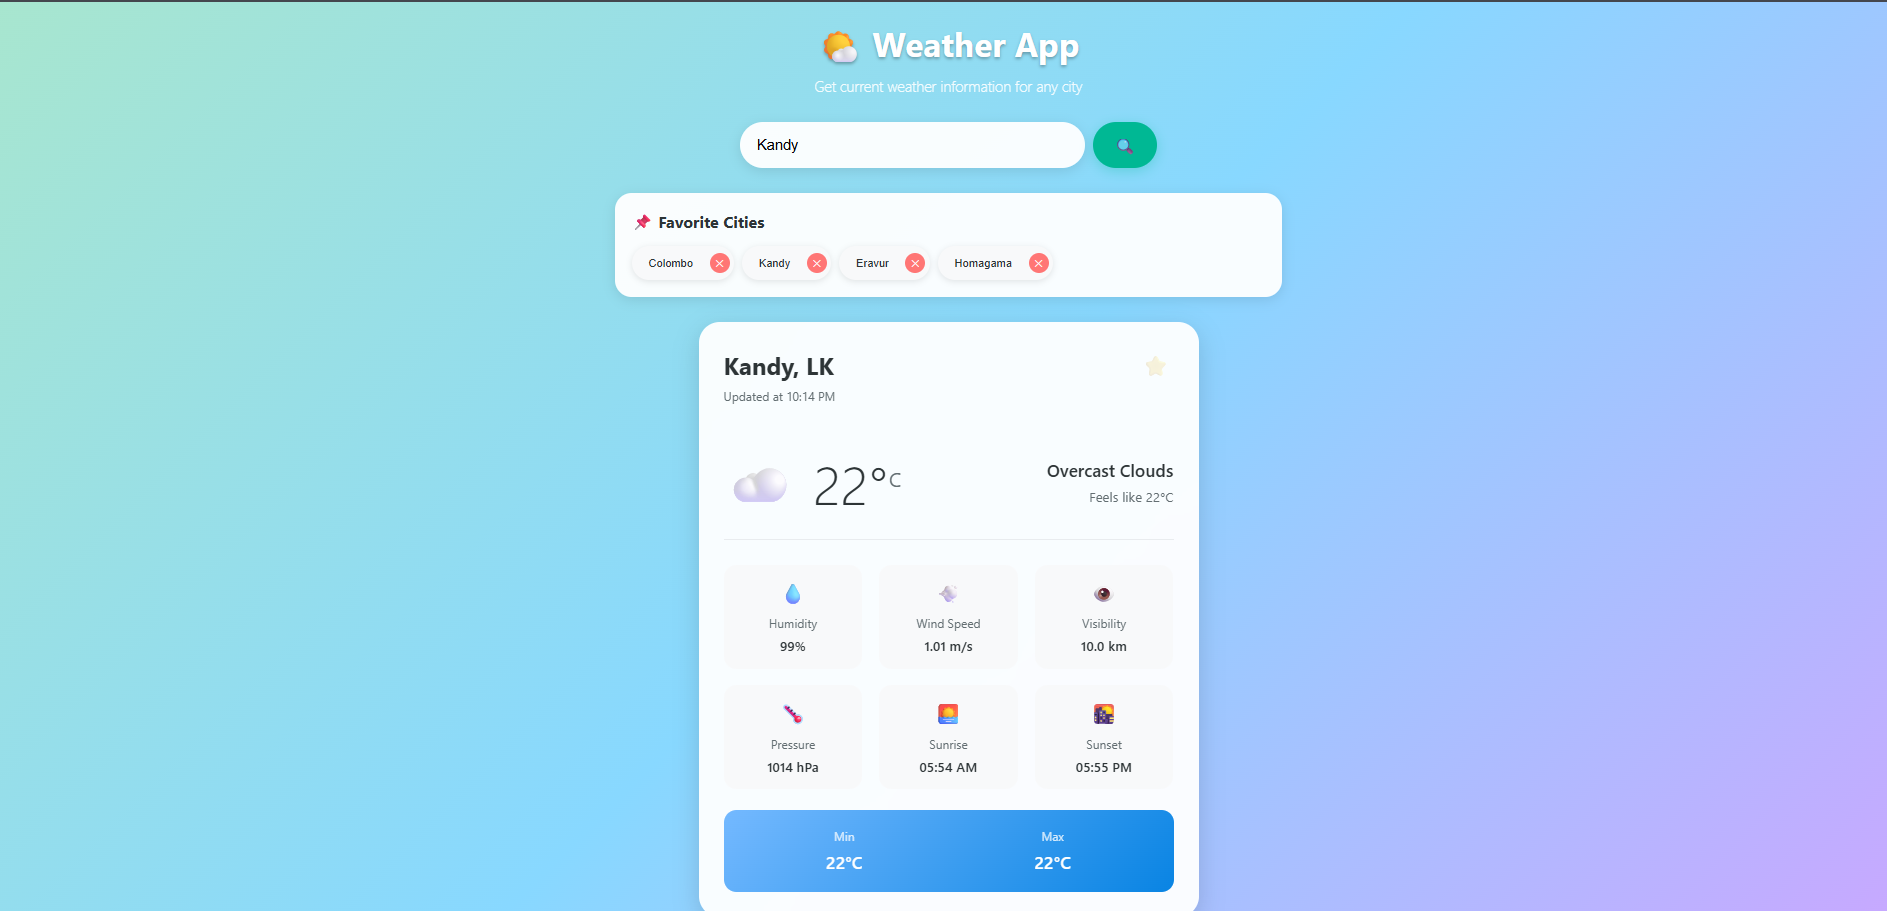 Weather App
Get current weather information for any city
Kandy
Favorite Cities
Colombo Kandy Eravur Homagama
Kandy, LK
Updated at 10:14 PM
22°C
Overcast Clouds
Feels like 22°C
Humidity Wind Speed Visibility
99% 1.01 m/s 10.0 km
Pressure Sunrise Sunset
1014 hPa 05:54 AM 05:55 PM
Min Max
22°C 22°C